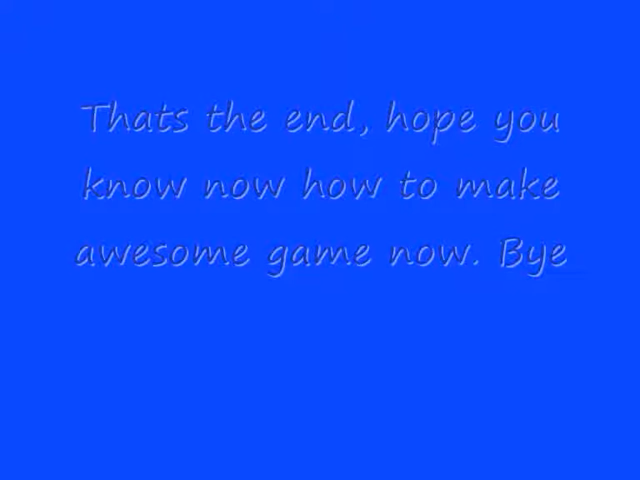 Thats the end, hope you
know now how to make
awesome game now. Bye